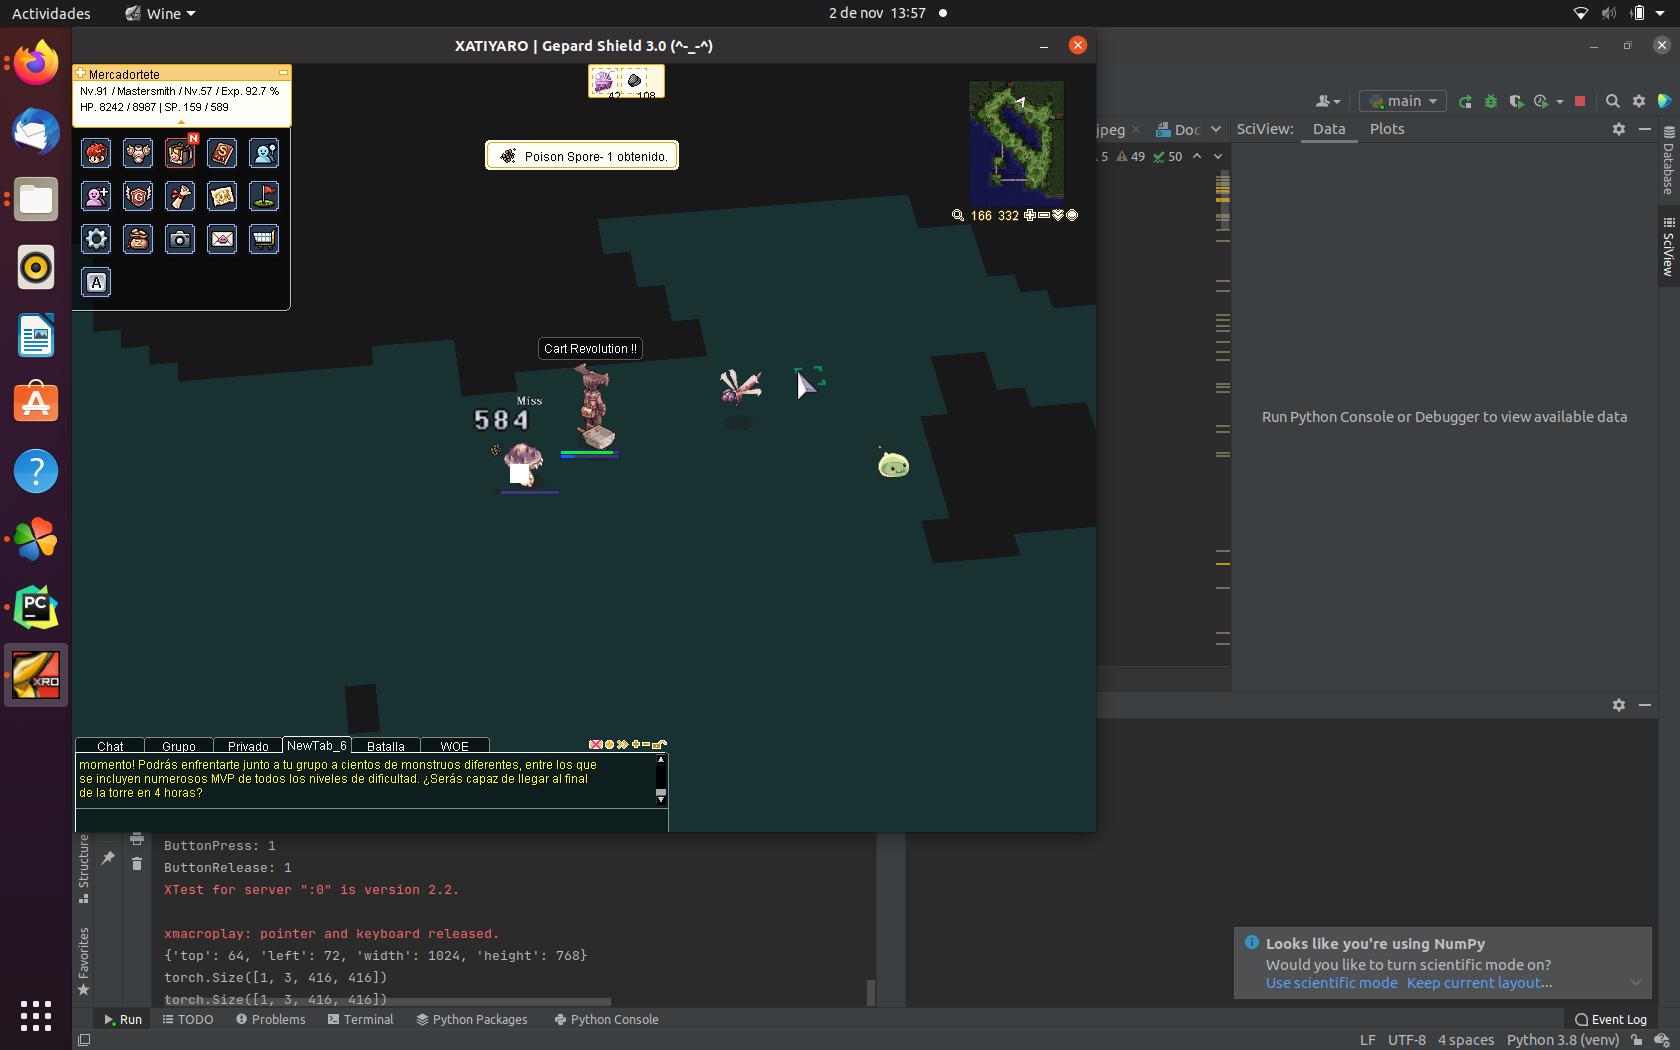 Actividades
Wine
2 de nov 13:57
XATIYARO | Gepard Shield 3.0 (^-_-^)
Mercadortete
Nv.91 / Mastersmith / Nv.57 / Exp. 92.7 %
HP. 8242 / 8987 | SP. 159 / 589
N
A
42
108
Poison Spore- 1 obtenido.
166 332
Cart Revolution !!
Miss
584
Chat
Grupo
Privado
NewTab_6
Batalla
WOE
momento! Podrás enfrentarte junto a tu grupo a cientos de monstruos diferentes, entre los que
se incluyen numerosos MVP de todos los niveles de dificultad. ¿Serás capaz de llegar al final
de la torre en 4 horas?
main
jpeg
Doc
SciView:
Data
Plots
5
49
50
Database
SciView
Run Python Console or Debugger to view available data
PC
XRO
Structure
Favorites
ButtonPress: 1
ButtonRelease: 1
XTest for server ":0" is version 2.2.
xmacroplay: pointer and keyboard released.
{'top': 64, 'left': 72, 'width': 1024, 'height': 768}
torch.Size([1, 3, 416, 416])
torch.Size([1, 3, 416, 416])
Looks like you're using NumPy
Would you like to turn scientific mode on?
Use scientific mode Keep current layout...
Run
TODO
Problems
Terminal
Python Packages
Python Console
Event Log
LF UTF-8 4 spaces Python 3.8 (venv)